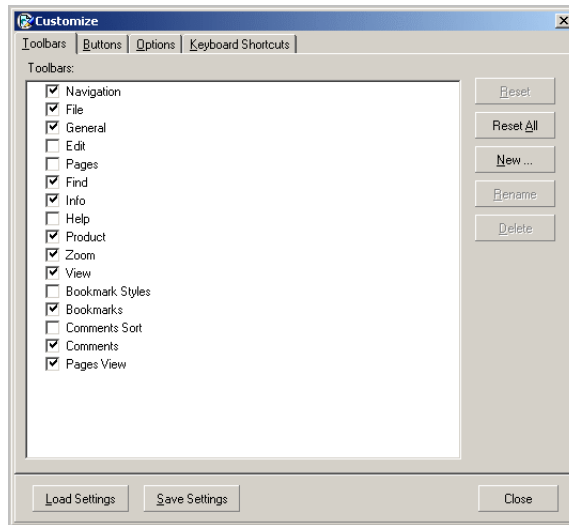 Customize
Toolbars Buttons Options Keyboard Shortcuts
Toolbars:
Navigation
File
General
Edit
Pages
Find
Info
Help
Product
Zoom
View
Bookmark Styles
Bookmarks
Comments Sort
Comments
Pages View
Reset
Reset All
New ...
Rename
Delete
Load Settings Save Settings Close